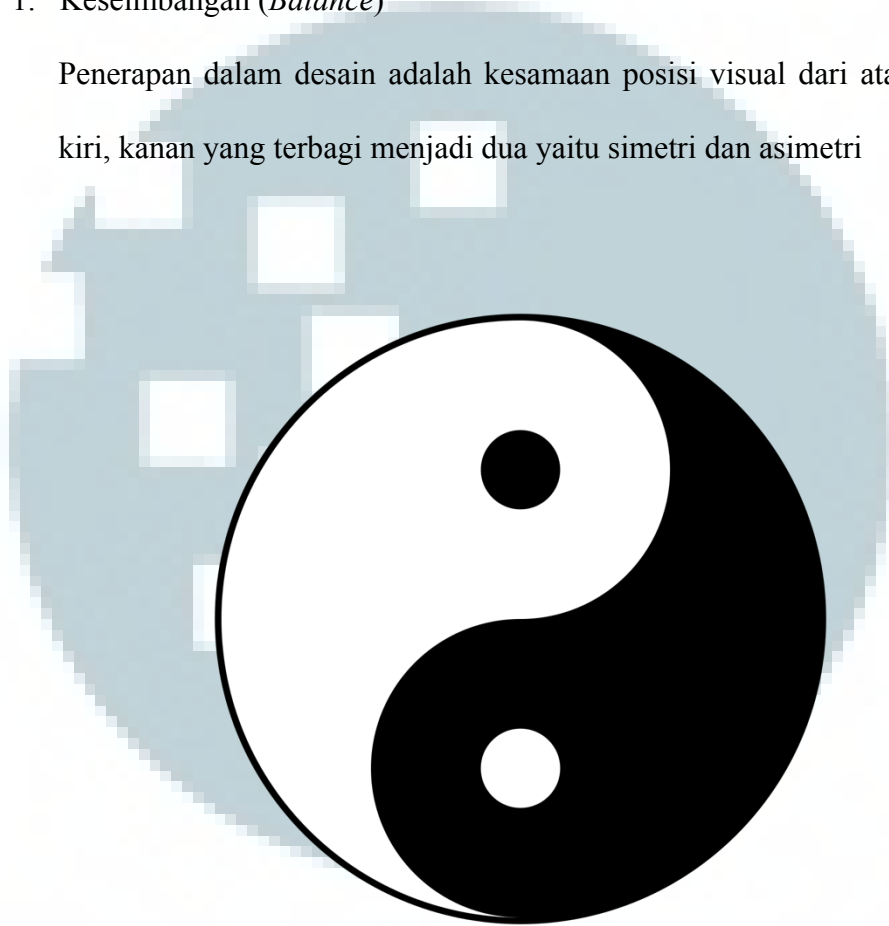 1. Keseimbangan (Balance)
Penerapan dalam desain adalah kesamaan posisi visual dari
kiri, kanan yang terbagi menjadi dua yaitu simetri dan asimetri